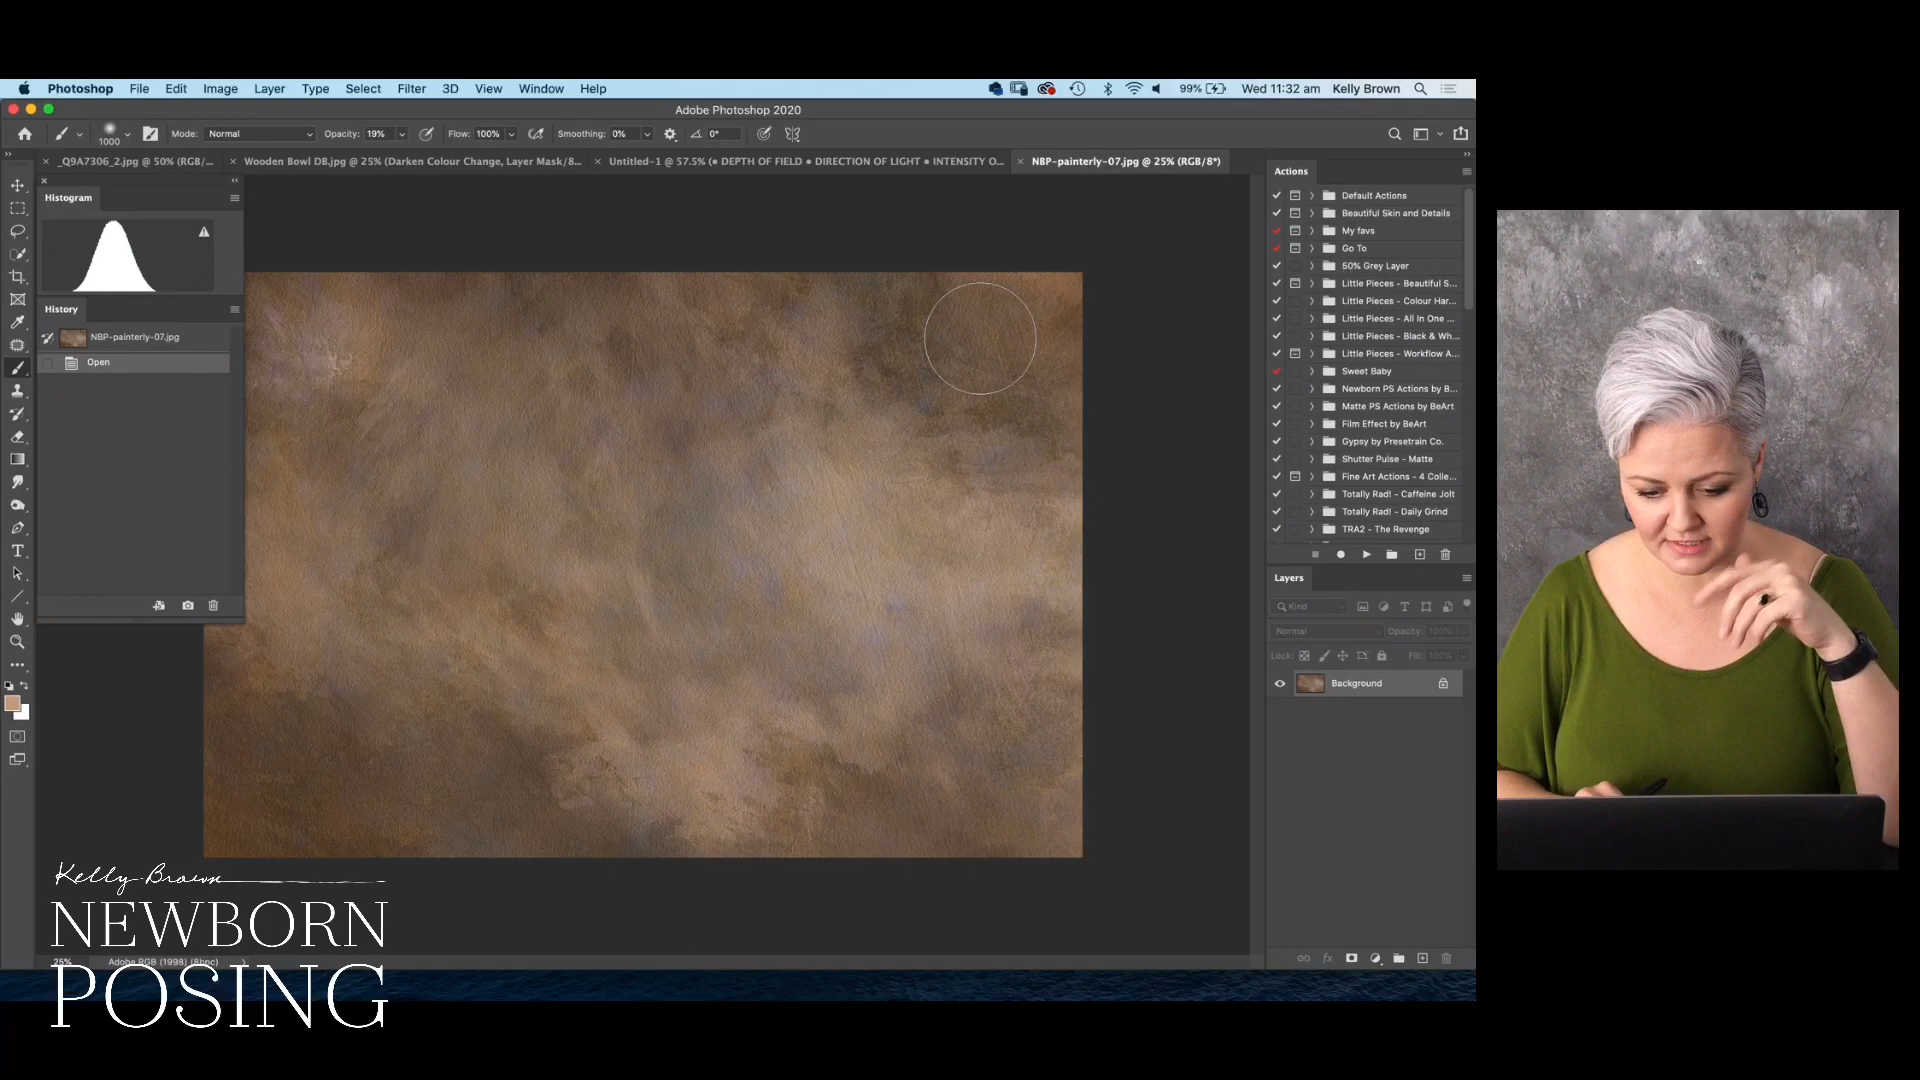 Photoshop File Edit Image Layer Type Select Filter 3D View Window Help 99% Wed 11:32 am Kelly Brown
Adobe Photoshop 2020
1000 Mode: Normal Opacity: 19% Flow: 100% Smoothing: 0% 0°
_Q9A7306_2.jpg @ 50% (RGB/... Wooden Bowl DB.jpg @ 25% (Darken Colour Change, Layer Mask/8... Untitled-1 @ 57.5% (● DEPTH OF FIELD ● DIRECTION OF LIGHT ● INTENSITY O... NBP-painterly-07.jpg @ 25% (RGB/8*)
Histogram
History
NBP-painterly-07.jpg
Open
Actions
Default Actions
Beautiful Skin and Details
My favs
Go To
50% Grey Layer
Little Pieces - Beautiful S...
Little Pieces - Colour Har...
Little Pieces - All In One ...
Little Pieces - Black & Wh...
Little Pieces - Workflow A...
Sweet Baby
Newborn PS Actions by B...
Matte PS Actions by BeArt
Film Effect by BeArt
Gypsy by Presetrain Co.
Shutter Pulse - Matte
Fine Art Actions - 4 Colle...
Totally Rad! - Caffeine Jolt
Totally Rad! - Daily Grind
TRA2 - The Revenge
Layers
Kind
Normal Opacity: 100%
Lock: Fill: 100%
Background
25% Adobe RGB (1998) (8bpc)
Kelly Brown
NEWBORN
POSING